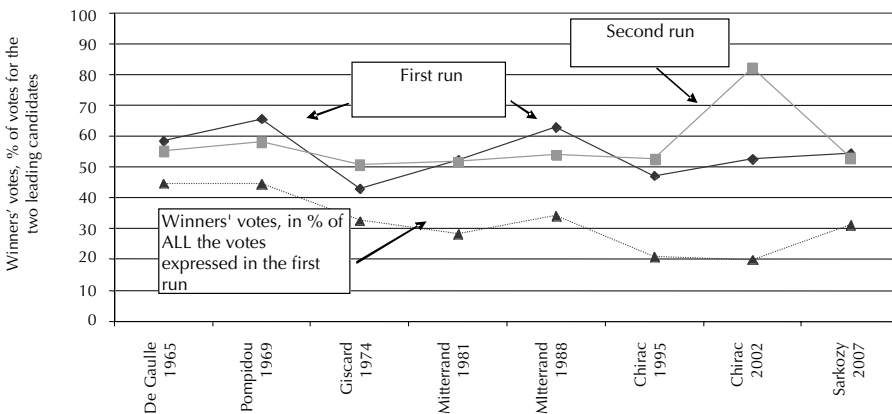 Winners’ votes, % of votes for the
two leading candidates
100
90
80
70
60
50
40
30
20
10
0
First run
Second run
Winners' votes, in % of
ALL the votes
expressed in the first
run
De Gaulle
1965
Pompidou
1969
Giscard
1974
Mitterrand
1981
MItterrand
1988
Chirac
1995
Chirac
2002
Sarkozy
2007